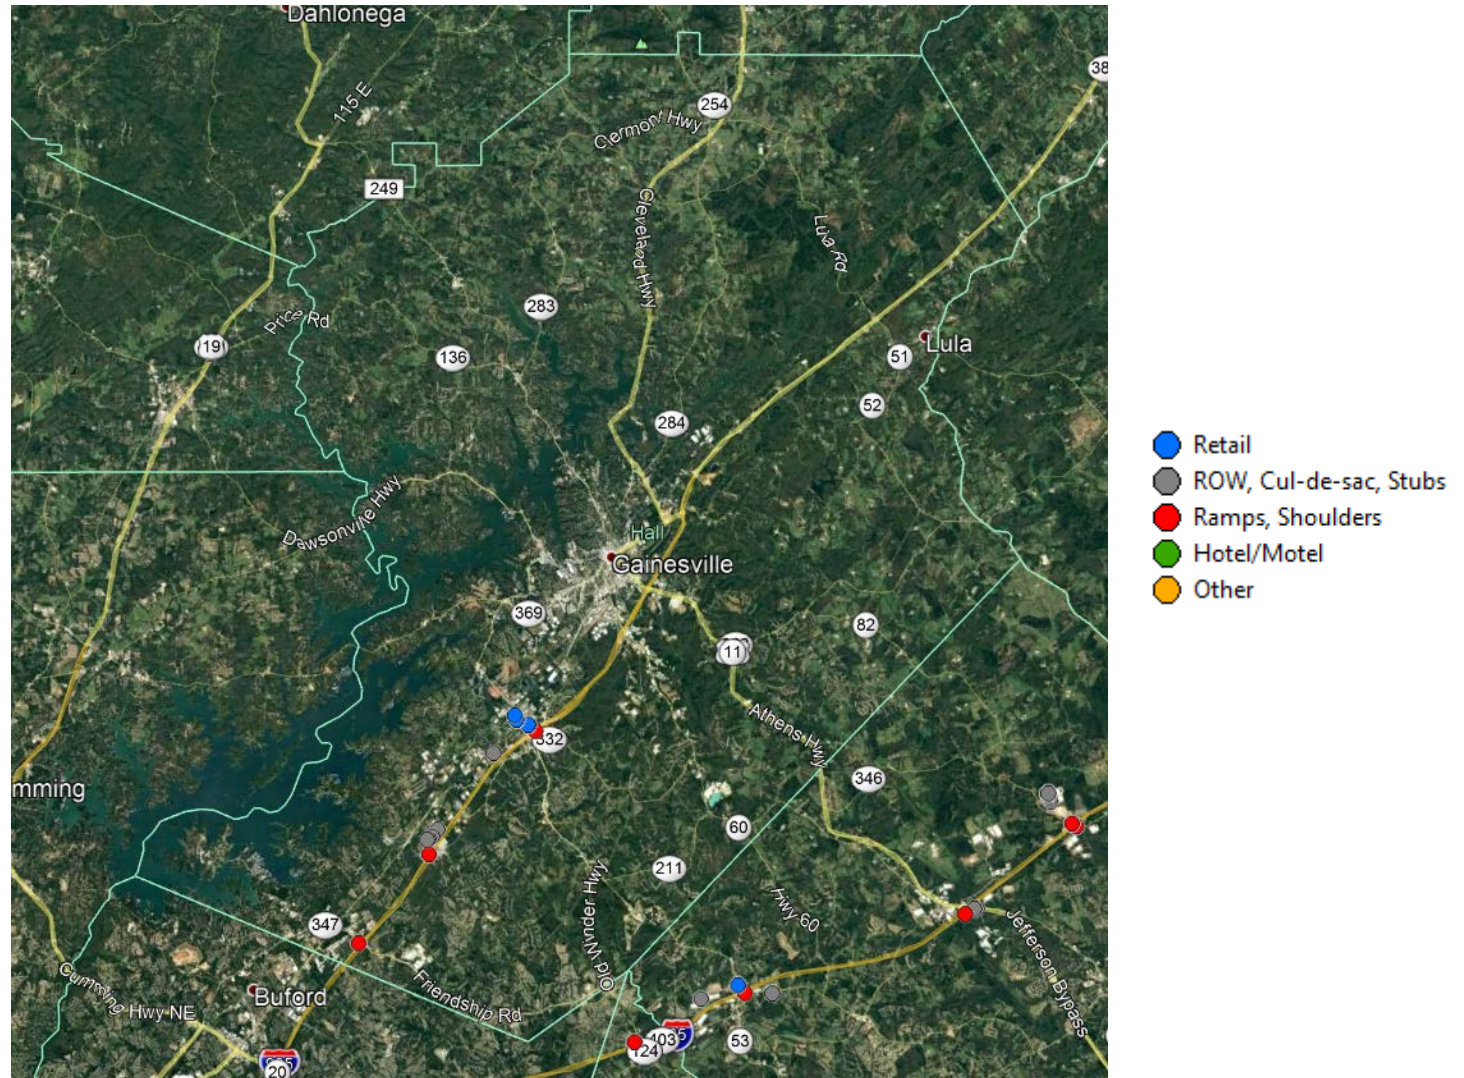 Dahlonega
38
115 E
254
Clermont Hwy
249
Cleveland Hwy
Lula Rd
283
Price Rd
19
136
51
Lula
52
284
Dawsonville Hwy
Hall
Gainesville
369
82
11
Athens Hwy
332
346
mming
60
211
Old Wynder Hwy
Hwy 60
347
Jefferson Bypass
Cumming Hwy NE
Buford
Friendship Rd
403
53
124
20
Retail
ROW, Cul-de-sac, Stubs
Ramps, Shoulders
Hotel/Motel
Other